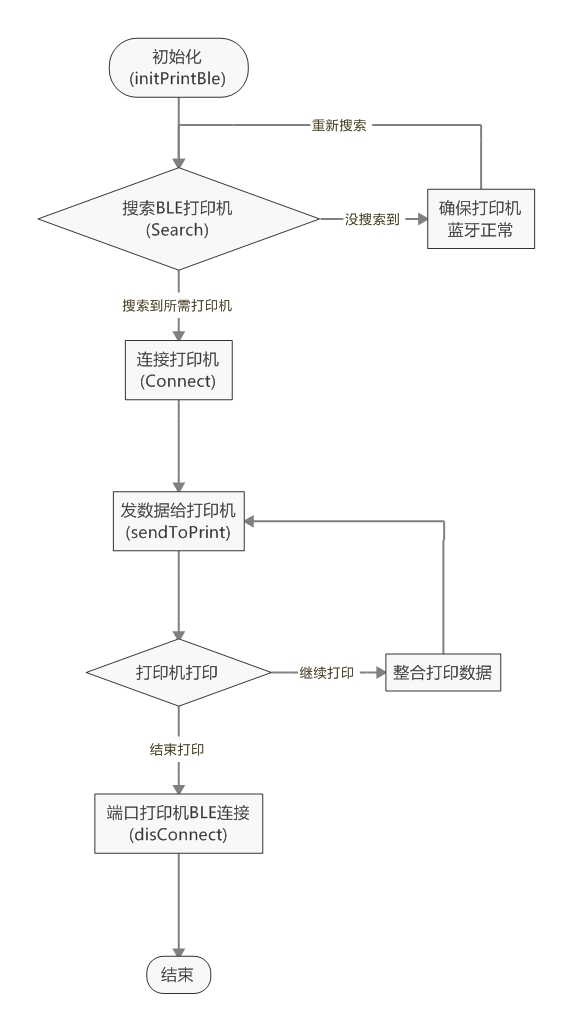 初始化
(initPrintBle)
重新搜索
搜索BLE打印机
(Search)
没搜索到
确保打印机
蓝牙正常
搜索到所需打印机
连接打印机
(Connect)
发数据给打印机
(sendToPrint)
打印机打印
继续打印
整合打印数据
结束打印
端口打印机BLE连接
(disConnect)
结束